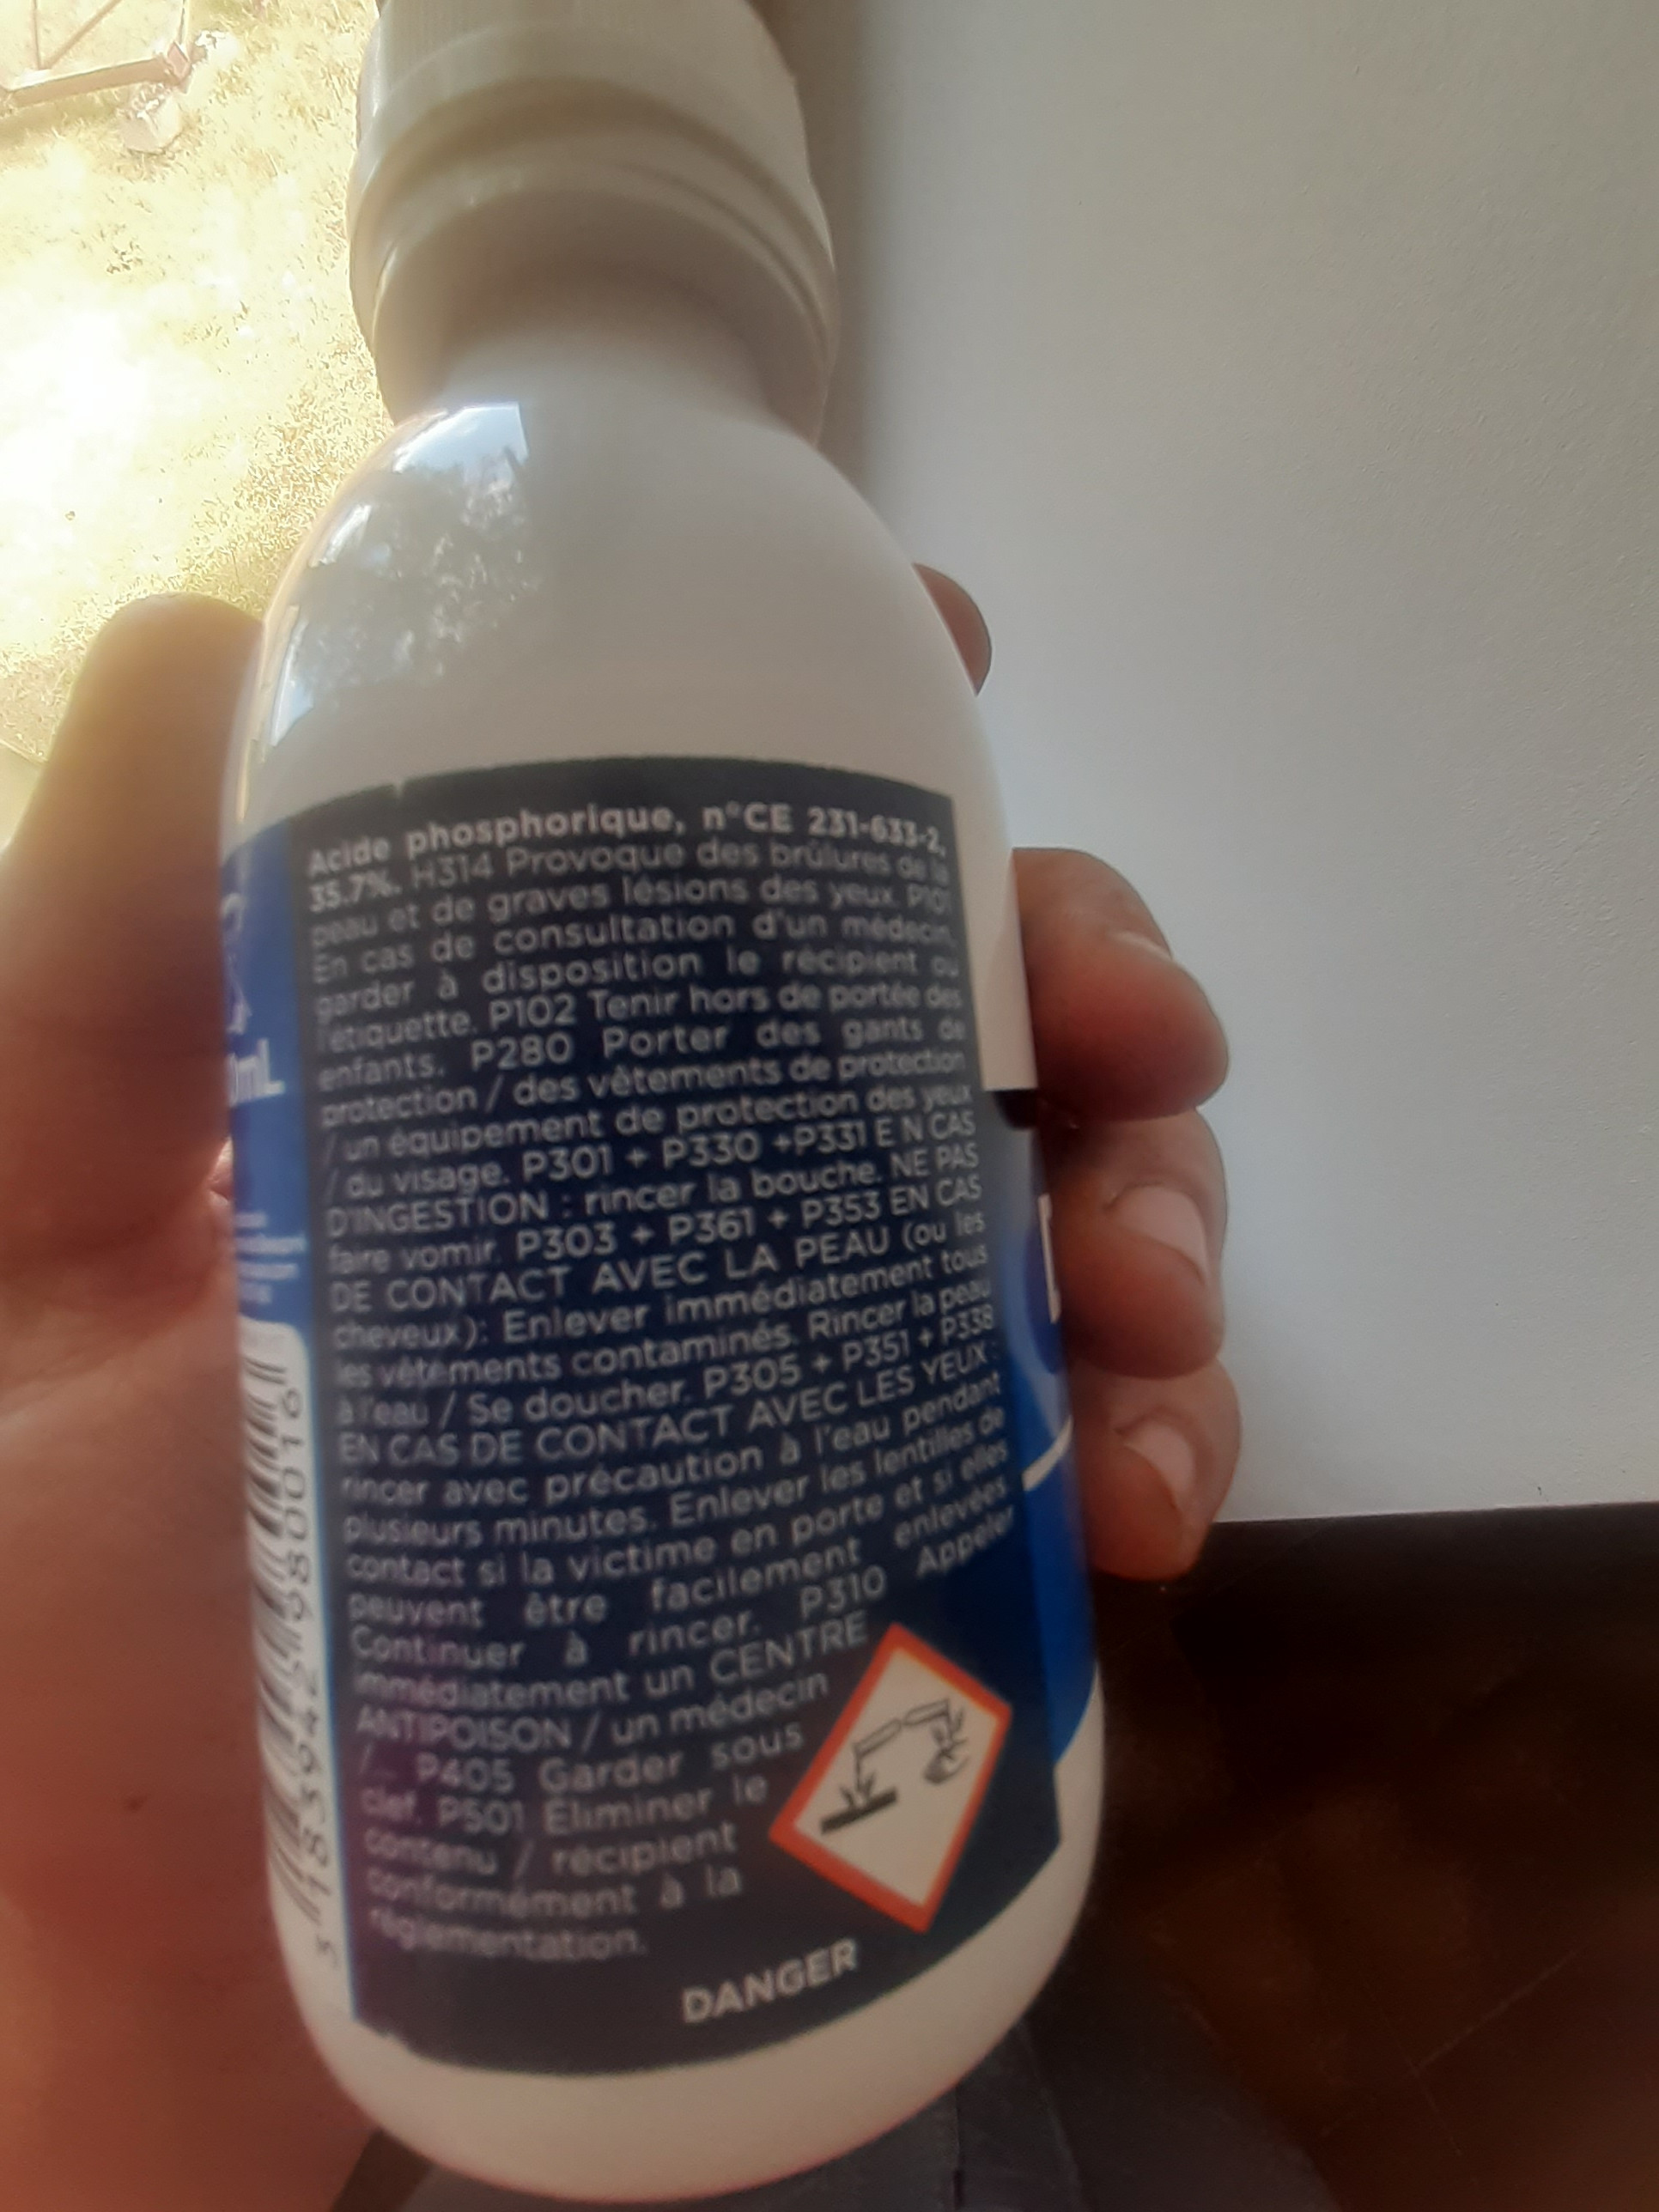 Acide phosphorique, n°CE 231-633-2,
35.7%. H314 Provoque des brûlures de la
peau et de graves lésions des yeux. P101
En cas de consultation d'un médecin,
garder à disposition le récipient ou
l'étiquette. P102 Tenir hors de portée des
enfants. P280 Porter des gants de
protection / des vêtements de protection
/ un équipement de protection des yeux
/ du visage. P301 + P330 +P331 E N CAS
D'INGESTION : rincer la bouche. NE PAS
faire vomir. P303 + P361 + P353 EN CAS
DE CONTACT AVEC LA PEAU (ou les
cheveux): Enlever immédiatement tous
les vêtements contaminés. Rincer la peau
à l'eau / Se doucher. P305 + P351 + P338
EN CAS DE CONTACT AVEC LES YEUX :
rincer avec précaution à l'eau pendant
plusieurs minutes. Enlever les lentilles de
contact si la victime en porte et si elles
peuvent être facilement enlevées.
Continuer à rincer. P310 Appeler
immédiatement un CENTRE
ANTIPOISON / un médecin
/... P405 Garder sous
clef. P501 Éliminer le
contenu / récipient
conformément à la
réglementation.
DANGER
mL
3 183942 980016